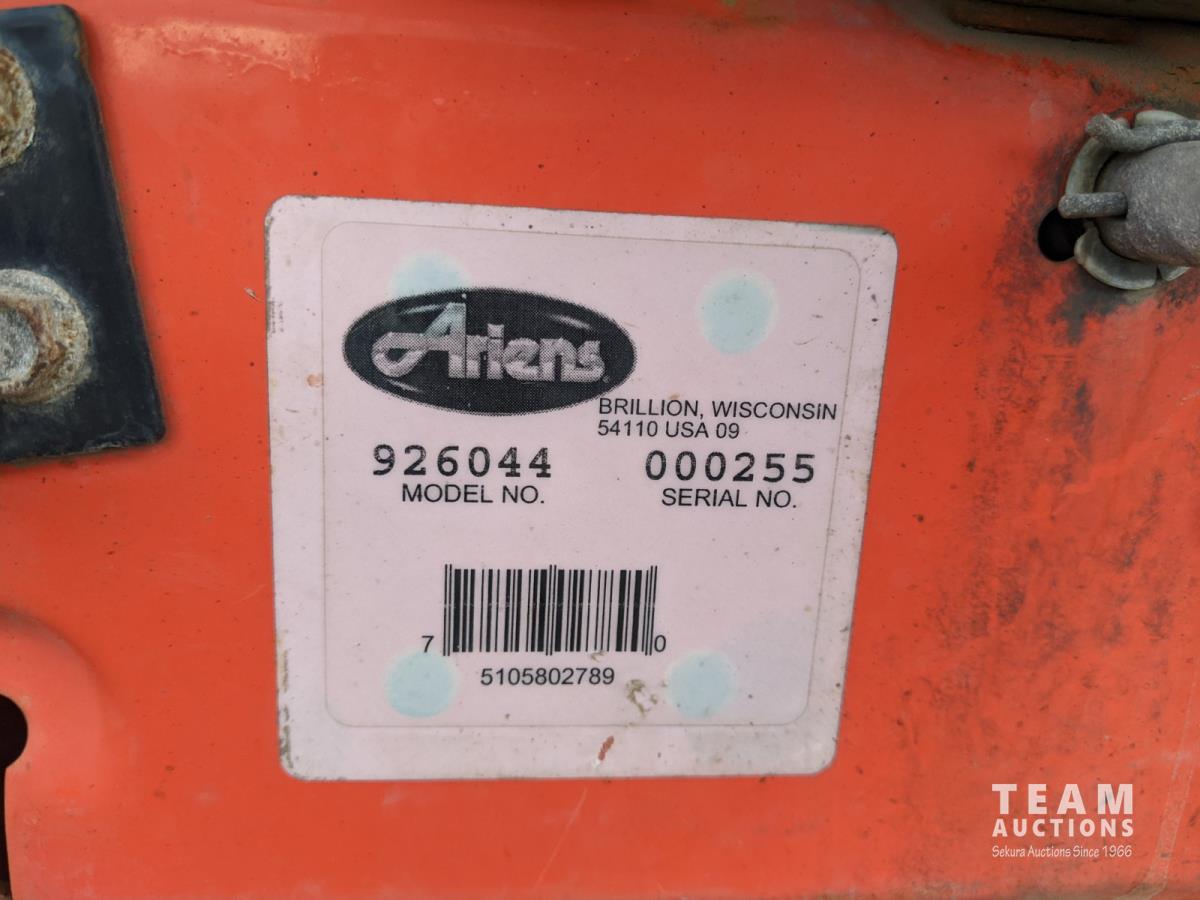 Ariens
BRILLION, WISCONSIN
54110 USA 09
926044 000255
MODEL NO. SERIAL NO.
7 0
5105802789
TEAM
AUCTIONS
Sekura Auctions Since 1966